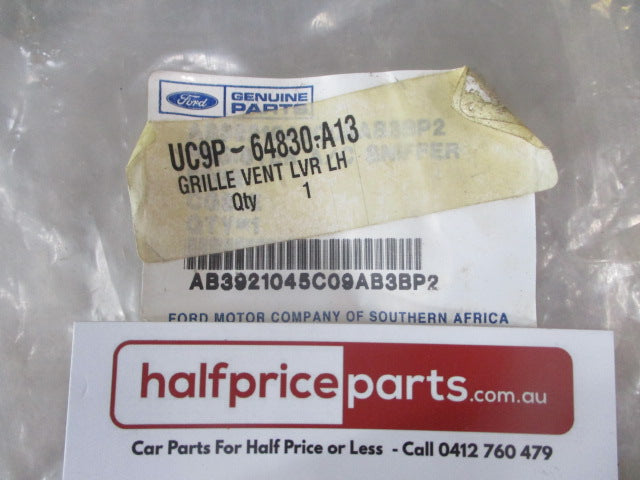 Ford
GENUINE
PARTS
UC9P-64830-A13
GRILLE VENT LVR LH
Qty 1
AB3921045C09AB3BP2
FORD MOTOR COMPANY OF SOUTHERN AFRICA
halfpriceparts.com.au
Car Parts For Half Price or Less - Call 0412 760 479